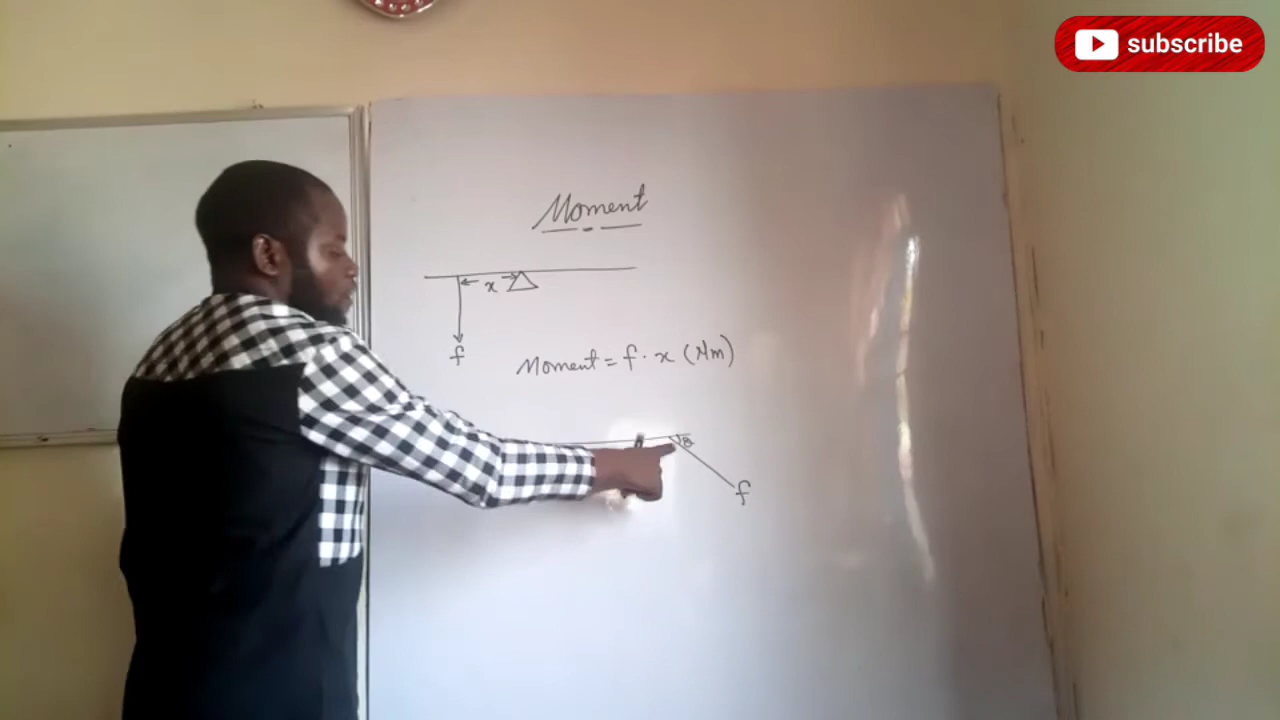 subscribe
Moment
x
f
Moment = f · x (Nm)
θ
f